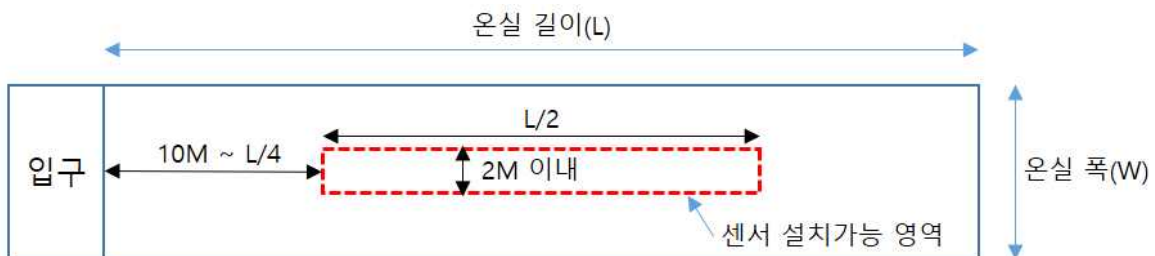 온실 길이(L)
L/2
10M ~ L/4
입구
2M 이내
온실 폭(W)
센서 설치가능 영역